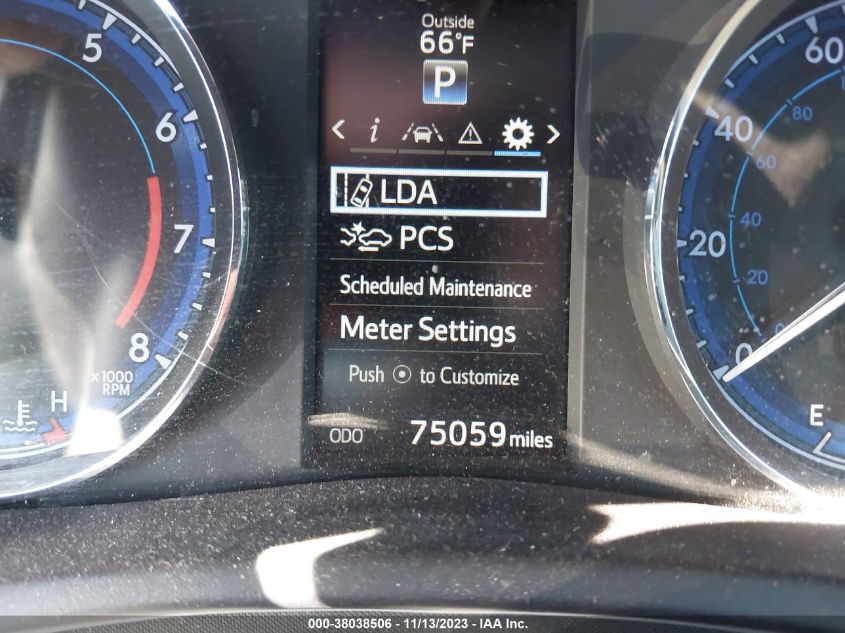 Outside
66°F
P
i
LDA
PCS
Scheduled Maintenance
Meter Settings
Push to Customize
ODO 75059 miles
5
6
7
8
x1000
RPM
H
60
40
20
0
80
60
40
20
0
E
000-38038506 - 11/13/2023 - IAA Inc.